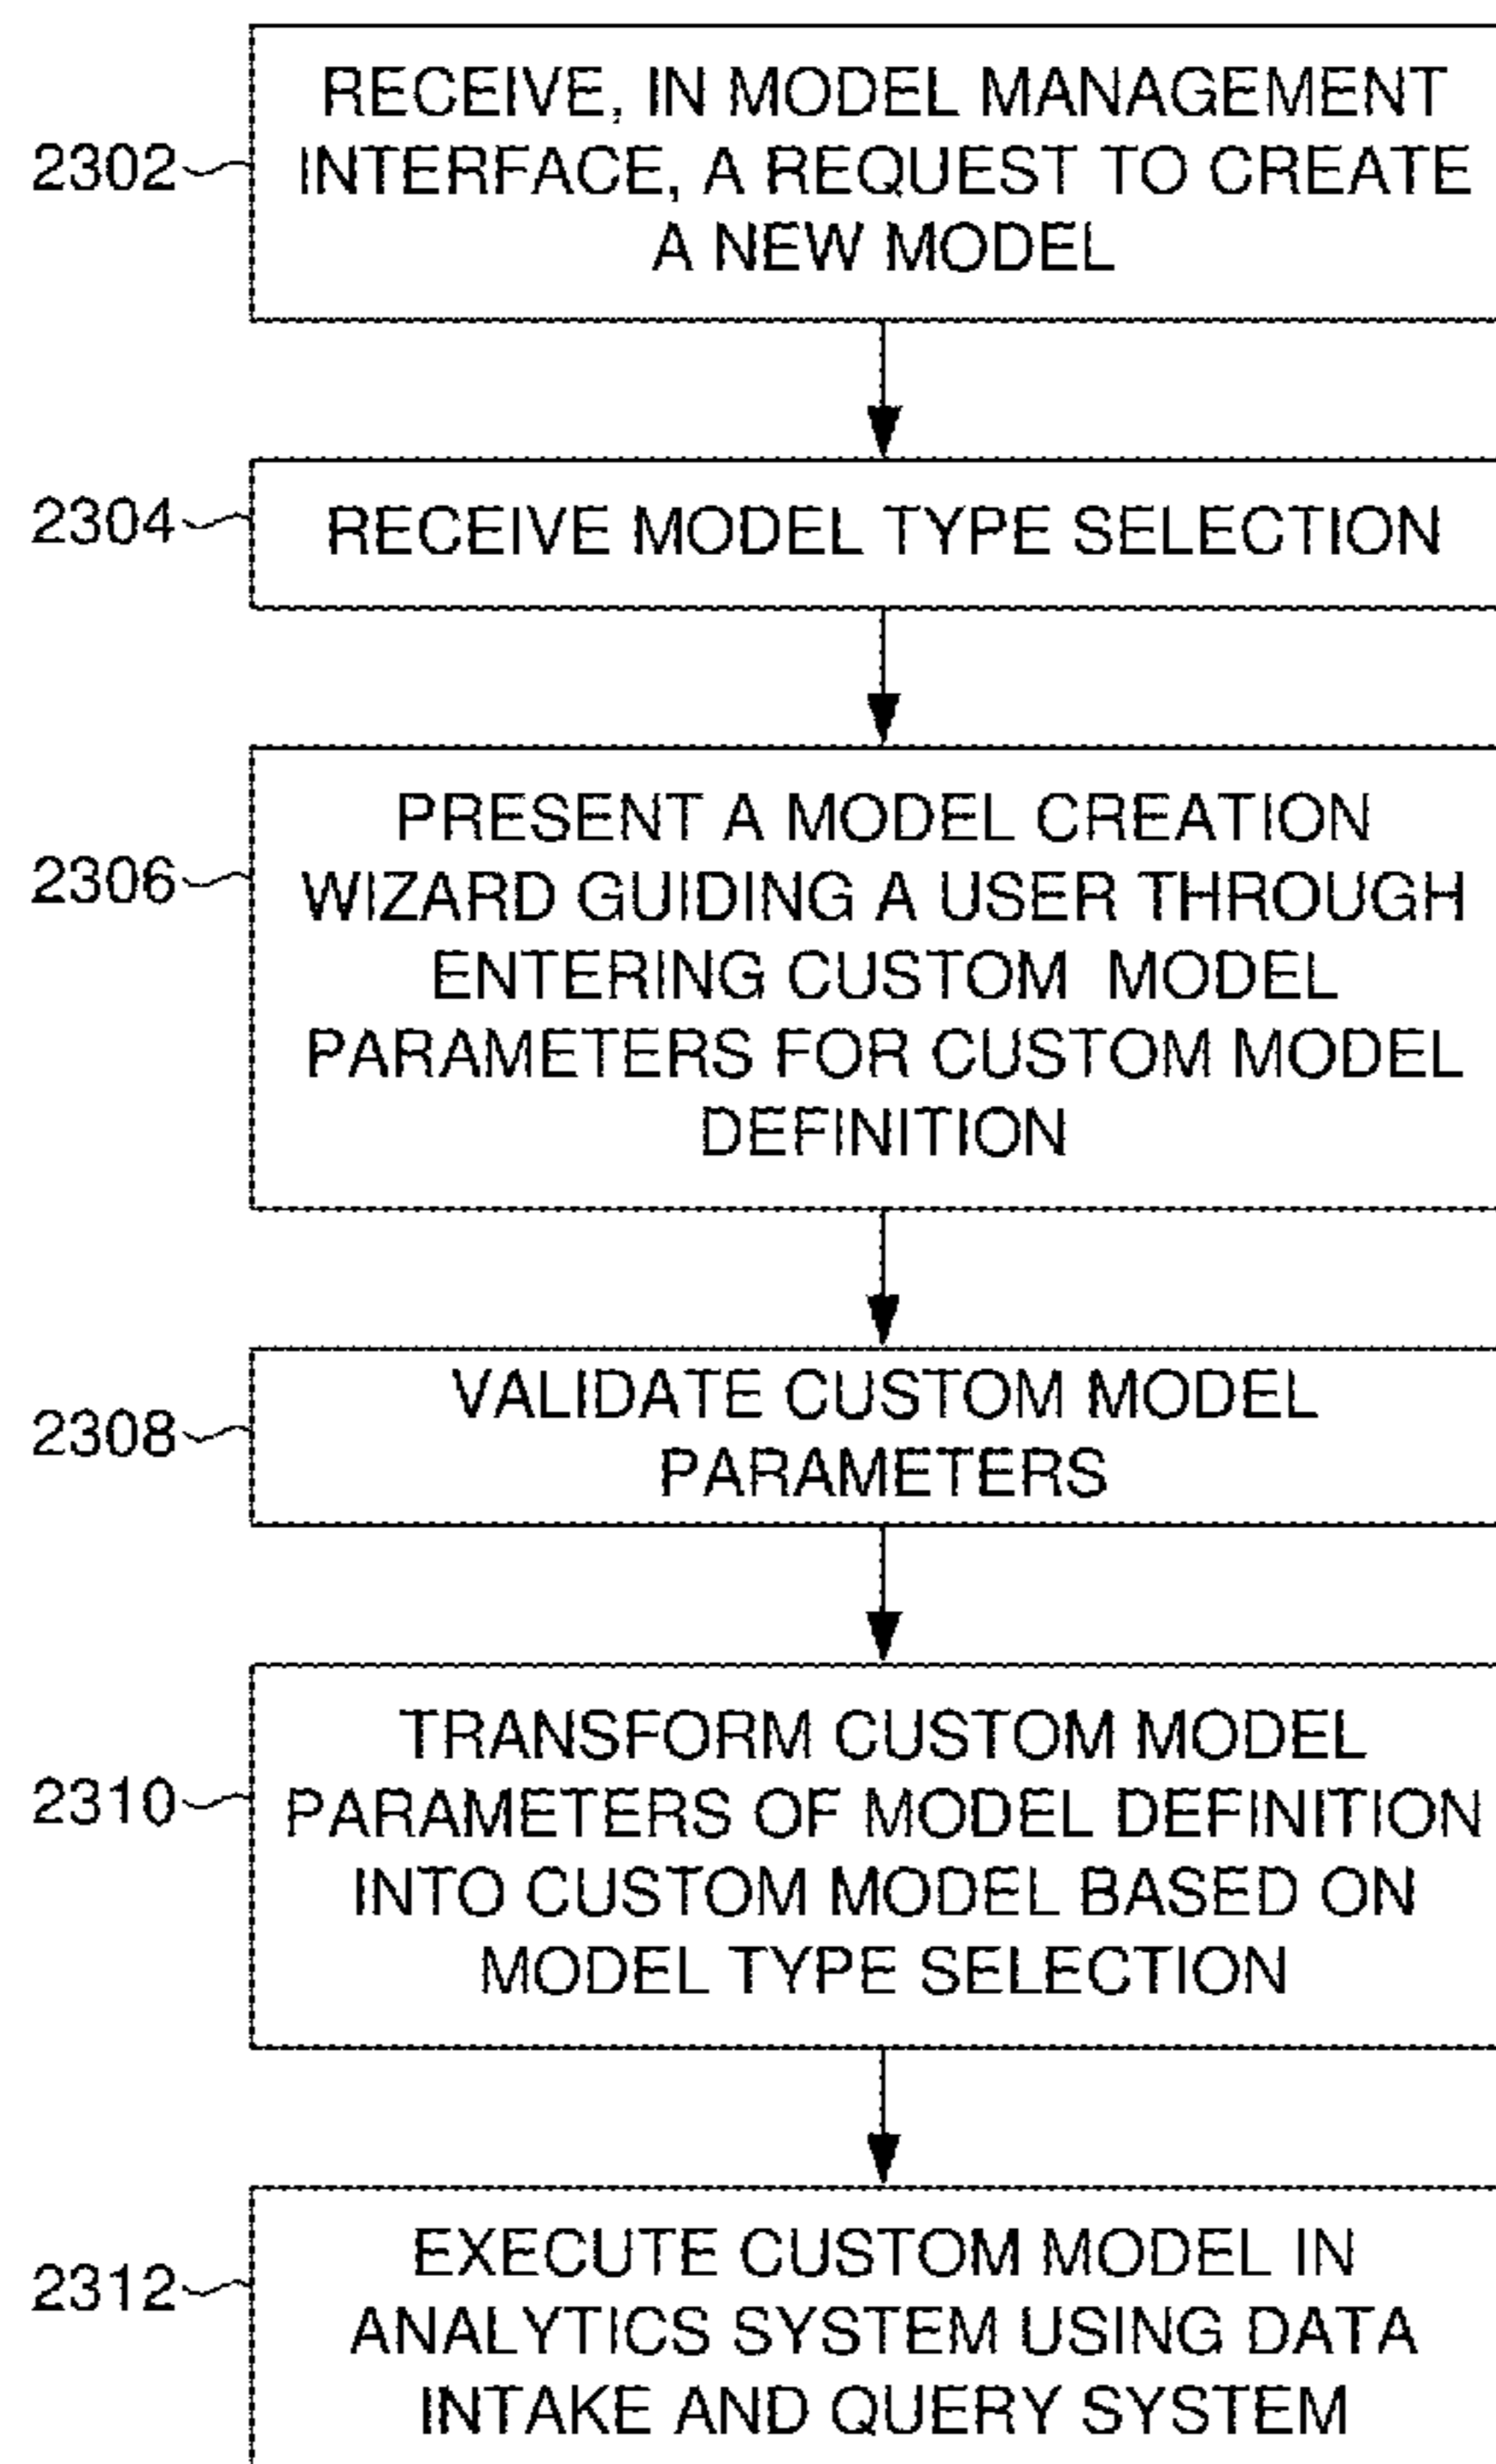 RECEIVE, IN MODEL MANAGEMENT
2302
INTERFACE, A REQUEST TO CREATE
A NEW MODEL
2304
RECEIVE MODEL TYPE SELECTION
PRESENT A MODEL CREATION
2306
WIZARD GUIDING A USER THROUGH
ENTERING CUSTOM MODEL
PARAMETERS FOR CUSTOM MODEL
DEFINITION
VALIDATE CUSTOM MODEL
2308
PARAMETERS
TRANSFORM CUSTOM MODEL
2310
PARAMETERS OF MODEL DEFINITION
INTO CUSTOM MODEL BASED ON
MODEL TYPE SELECTION
EXECUTE CUSTOM MODEL IN
2312
ANALYTICS SYSTEM USING DATA
INTAKE AND QUERY SYSTEM